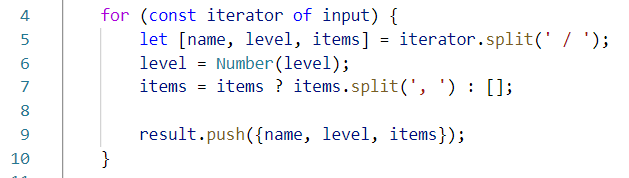 4 for (const iterator of input) {
5 let [name, level, items] = iterator.split(' / ');
6 level = Number(level);
7 items = items ? items.split(', ') : [];
8
9 result.push({name, level, items});
10 }